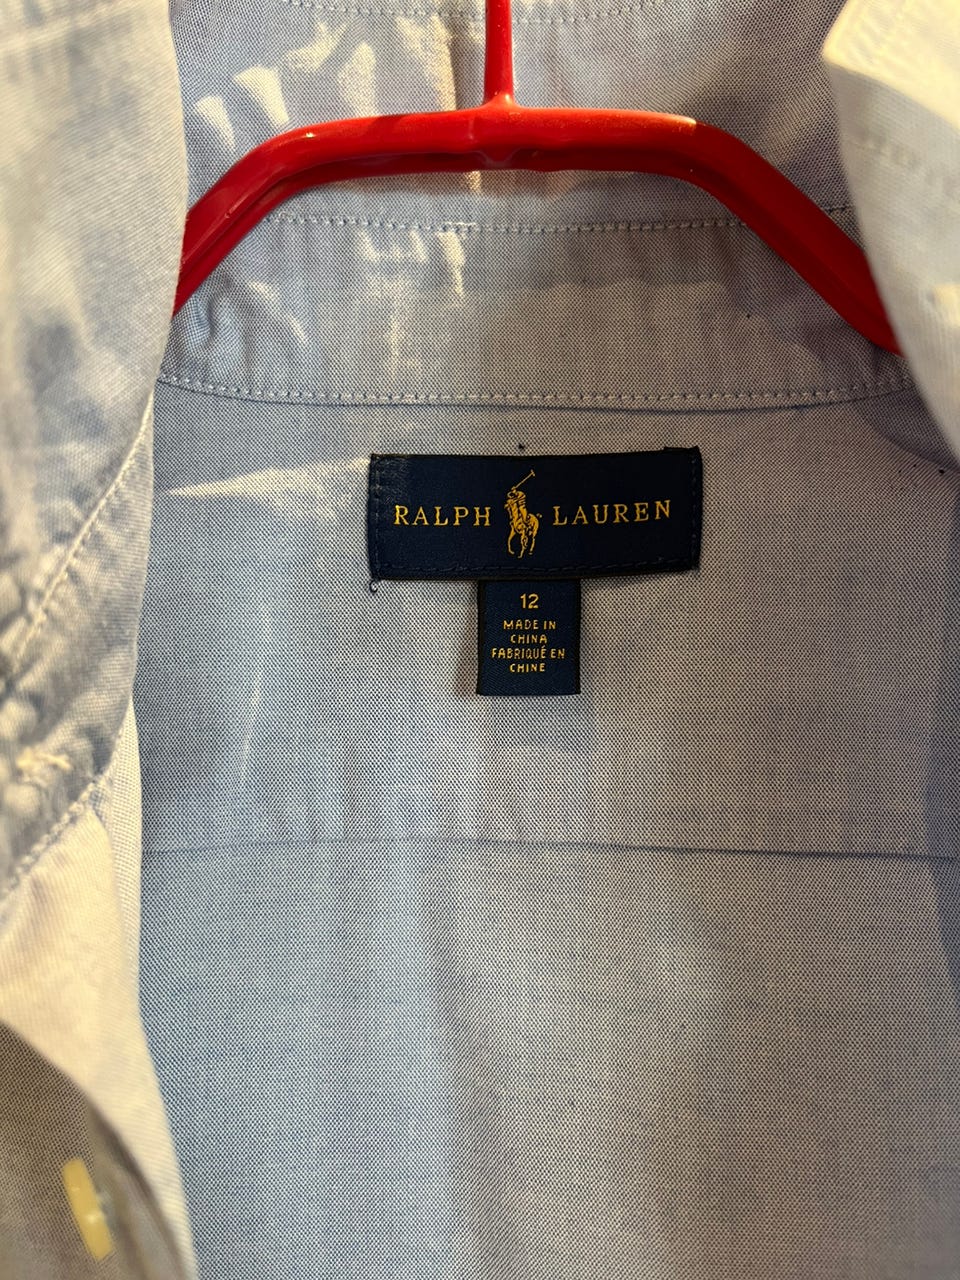 RALPH LAUREN
12
MADE IN
CHINA
FABRIQUÉ EN
CHINE